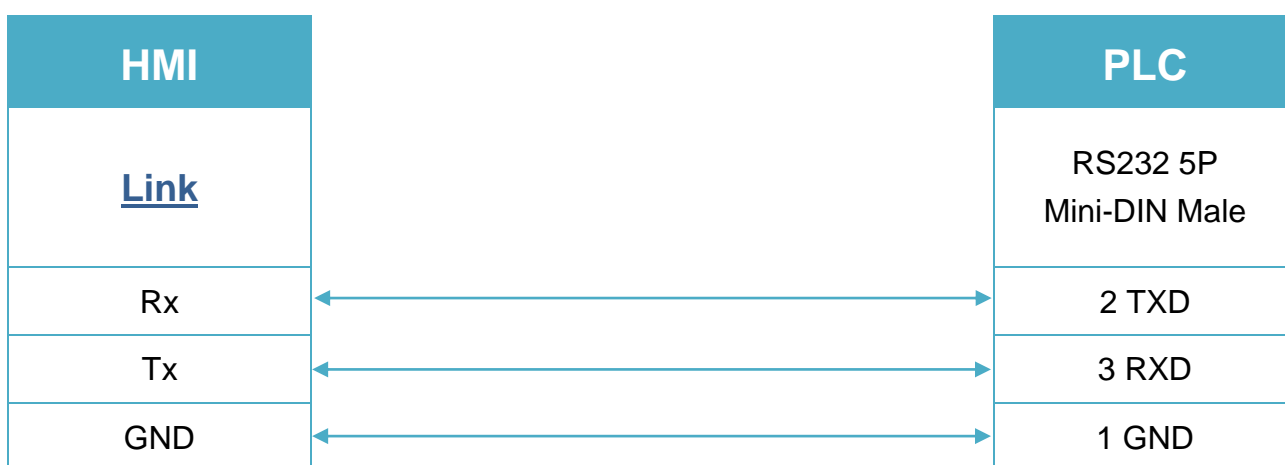 HMI
PLC
Link
RS232 5P
Mini-DIN Male
Rx
2 TXD
Tx
3 RXD
GND
1 GND